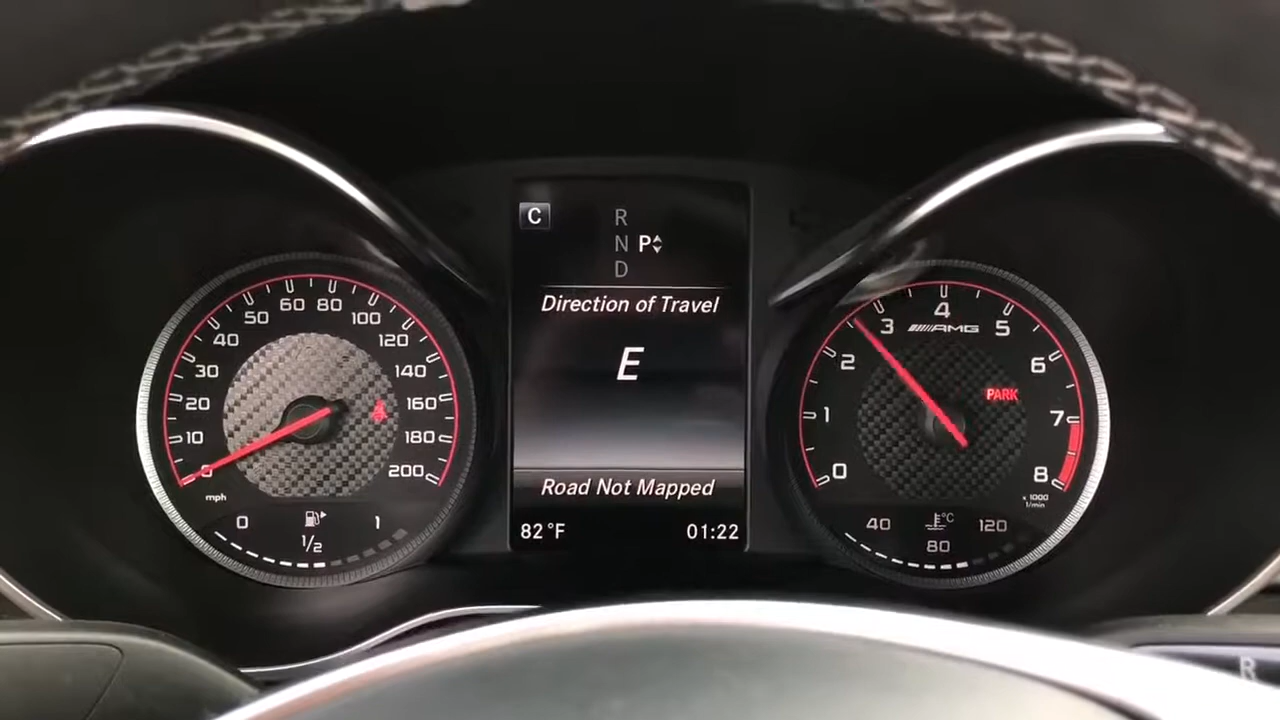 C
R
N P
D
Direction of Travel
E
Road Not Mapped
82°F 01:22
0
10
20
30
40
50
60
80
100
120
140
160
180
200
mph
0
1/2
1
0
1
2
3
4
5
6
7
8
AMG
PARK
x 1000
1/min
°C
40
80
120
R